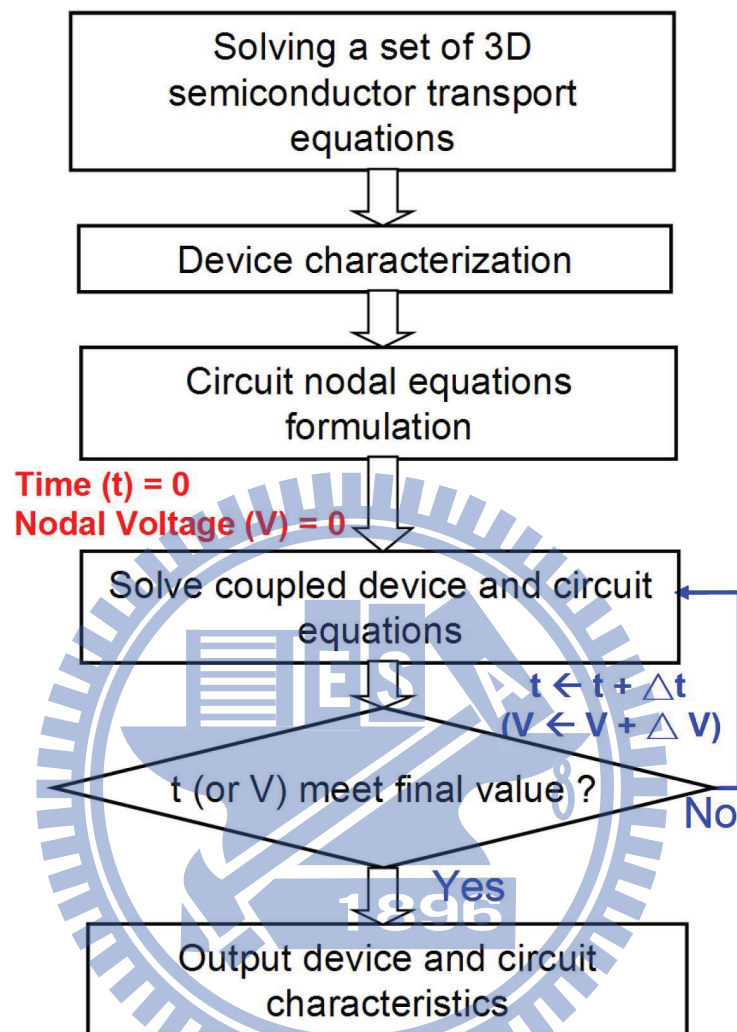 Solving a set of 3D
semiconductor transport
equations
Device characterization
Circuit nodal equations
formulation
Time (t) = 0
Nodal Voltage (V) = 0
Solve coupled device and circuit
equations
t ← t + △t
(V ← V + △ V)
t (or V) meet final value ?
No
Yes
Output device and circuit
characteristics
E S A
1896